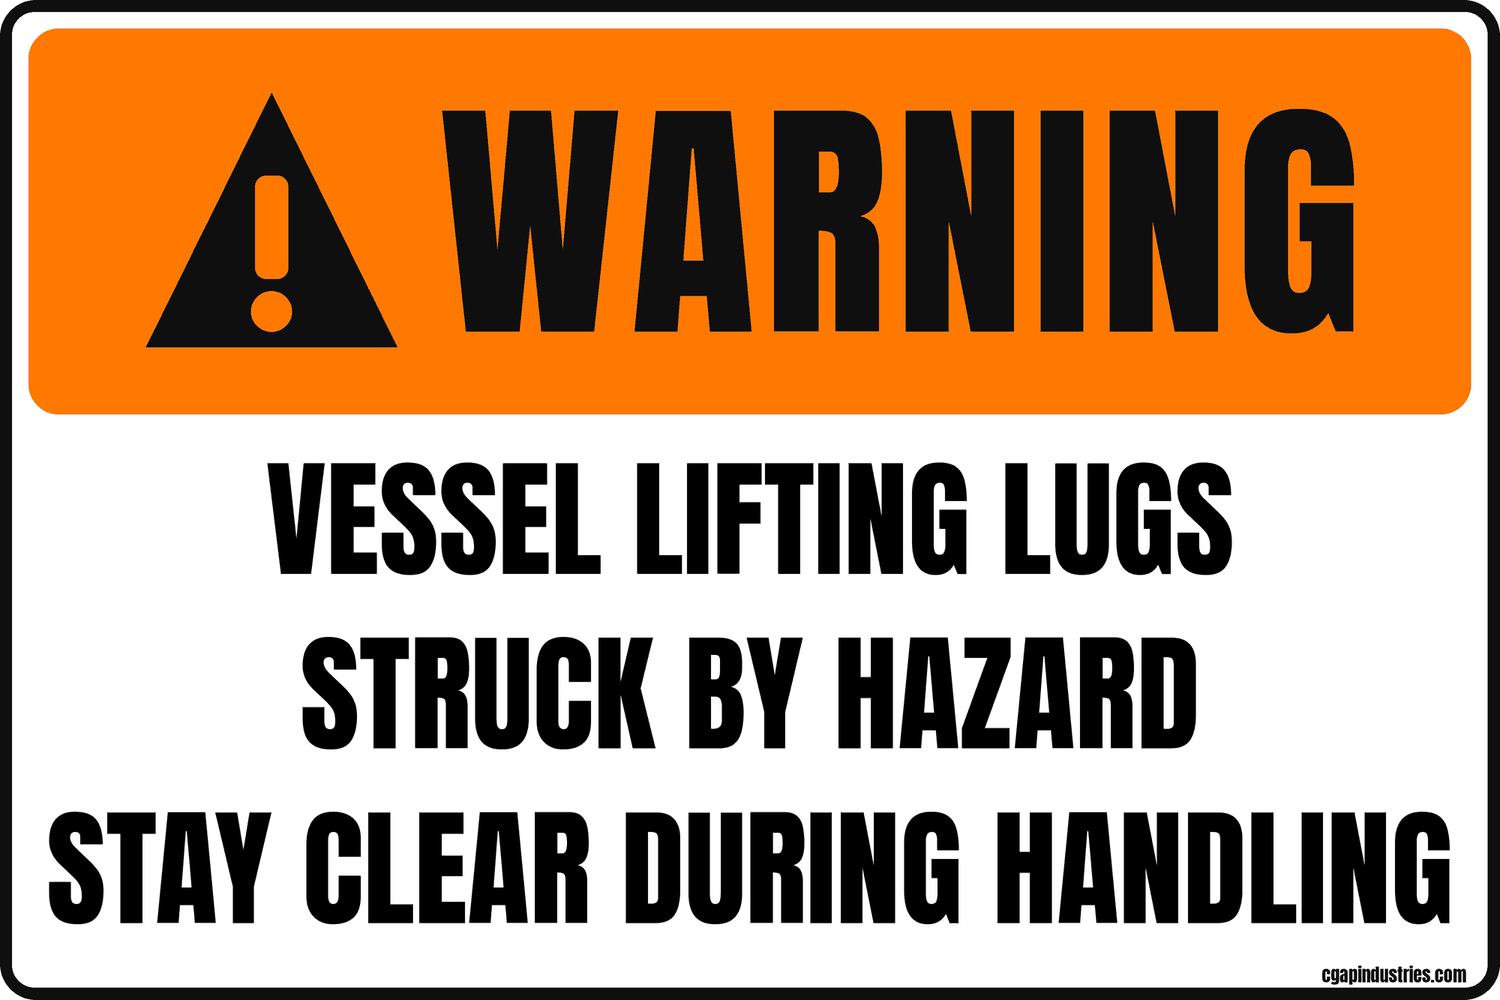 WARNING
VESSEL LIFTING LUGS
STRUCK BY HAZARD
STAY CLEAR DURING HANDLING
cgapindustries.com